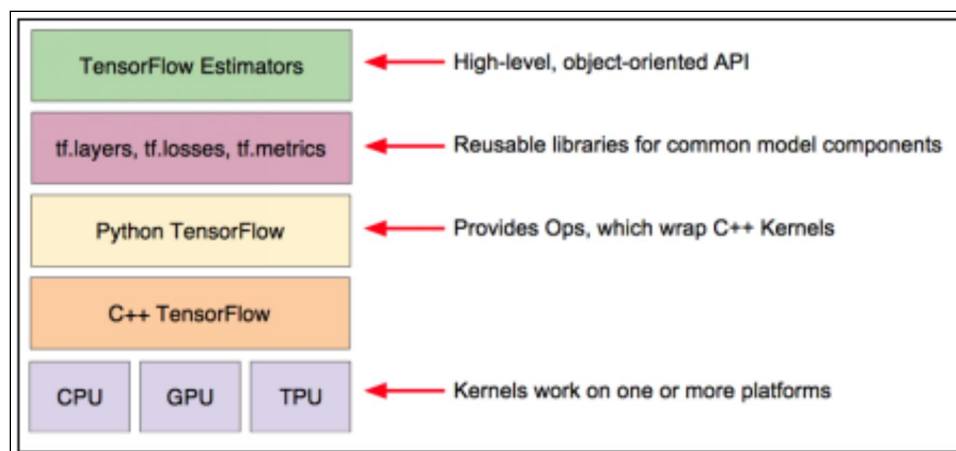 TensorFlow Estimators
High-level, object-oriented API
tf.layers, tf.losses, tf.metrics
Reusable libraries for common model components
Python TensorFlow
Provides Ops, which wrap C++ Kernels
C++ TensorFlow
CPU
GPU
TPU
Kernels work on one or more platforms